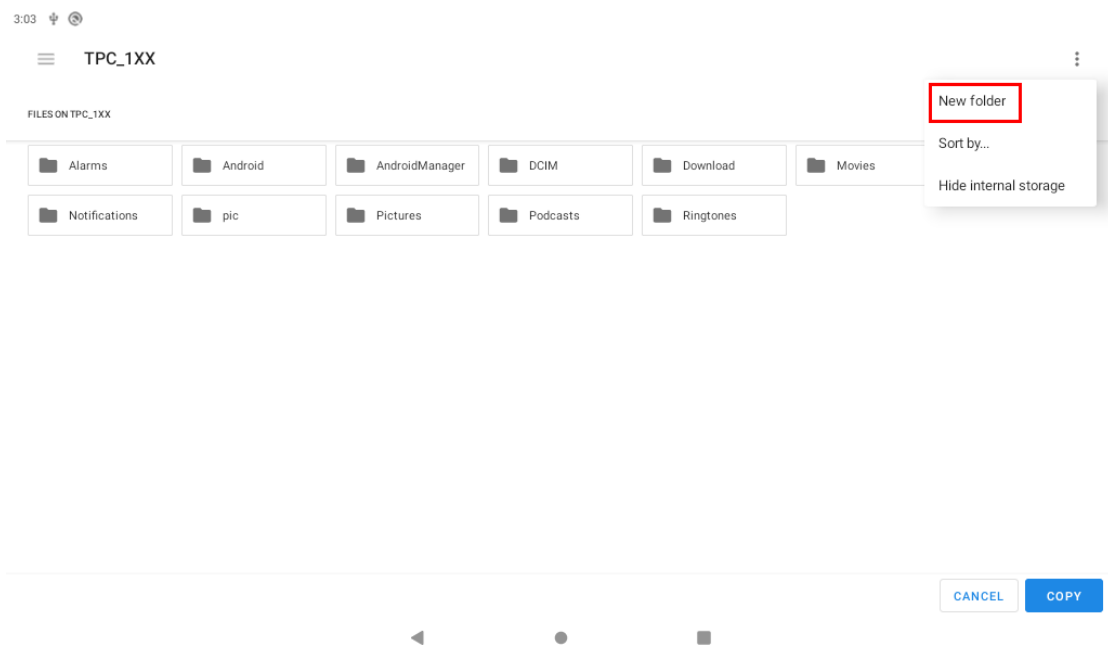 3:03
TPC_1XX
New folder
FILES ON TPC_1XX
Sort by...
Hide internal storage
Alarms Android AndroidManager DCIM Download Movies
Notifications pic Pictures Podcasts Ringtones
CANCEL COPY